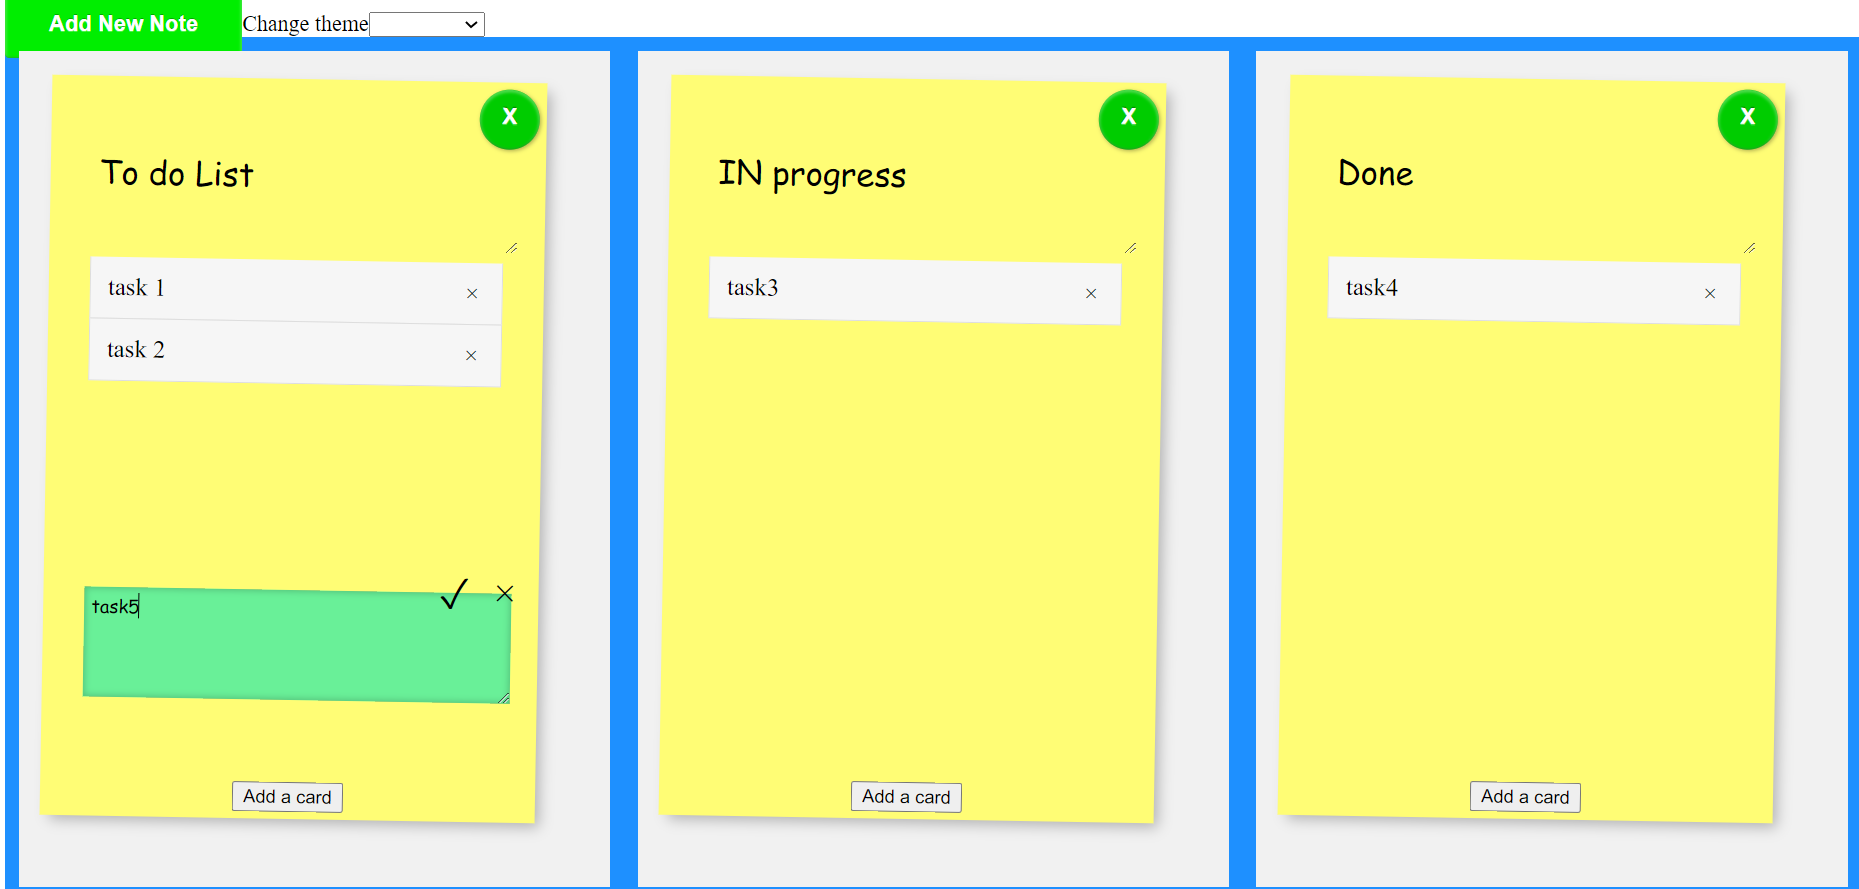 Add New Note
Change theme
X
To do List
task 1 ×
task 2 ×
✓ ×
task5
Add a card
X
IN progress
task3 ×
Add a card
X
Done
task4 ×
Add a card